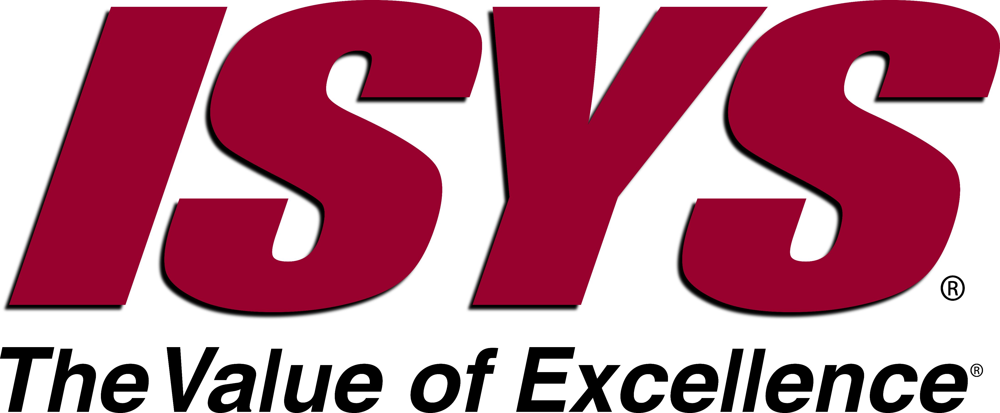 ISYS®
The Value of Excellence®